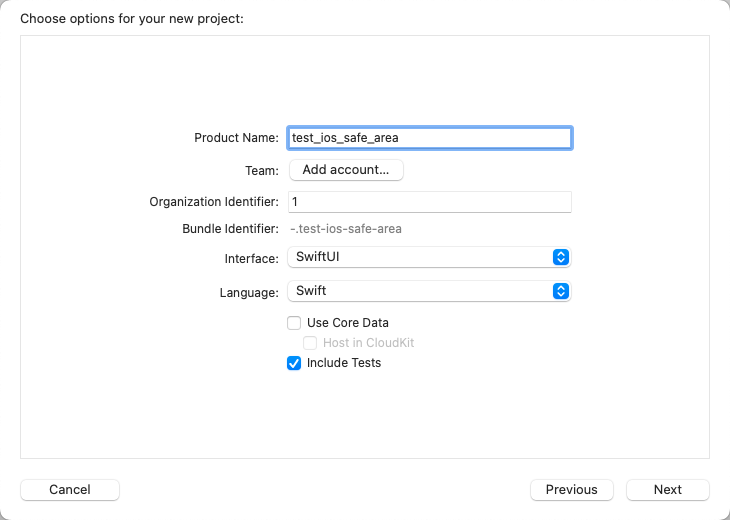 Choose options for your new project:
Product Name: test_ios_safe_area
Team: Add account...
Organization Identifier: 1
Bundle Identifier: -.test-ios-safe-area
Interface: SwiftUI
Language: Swift
Use Core Data
Host in CloudKit
Include Tests
Cancel Previous Next